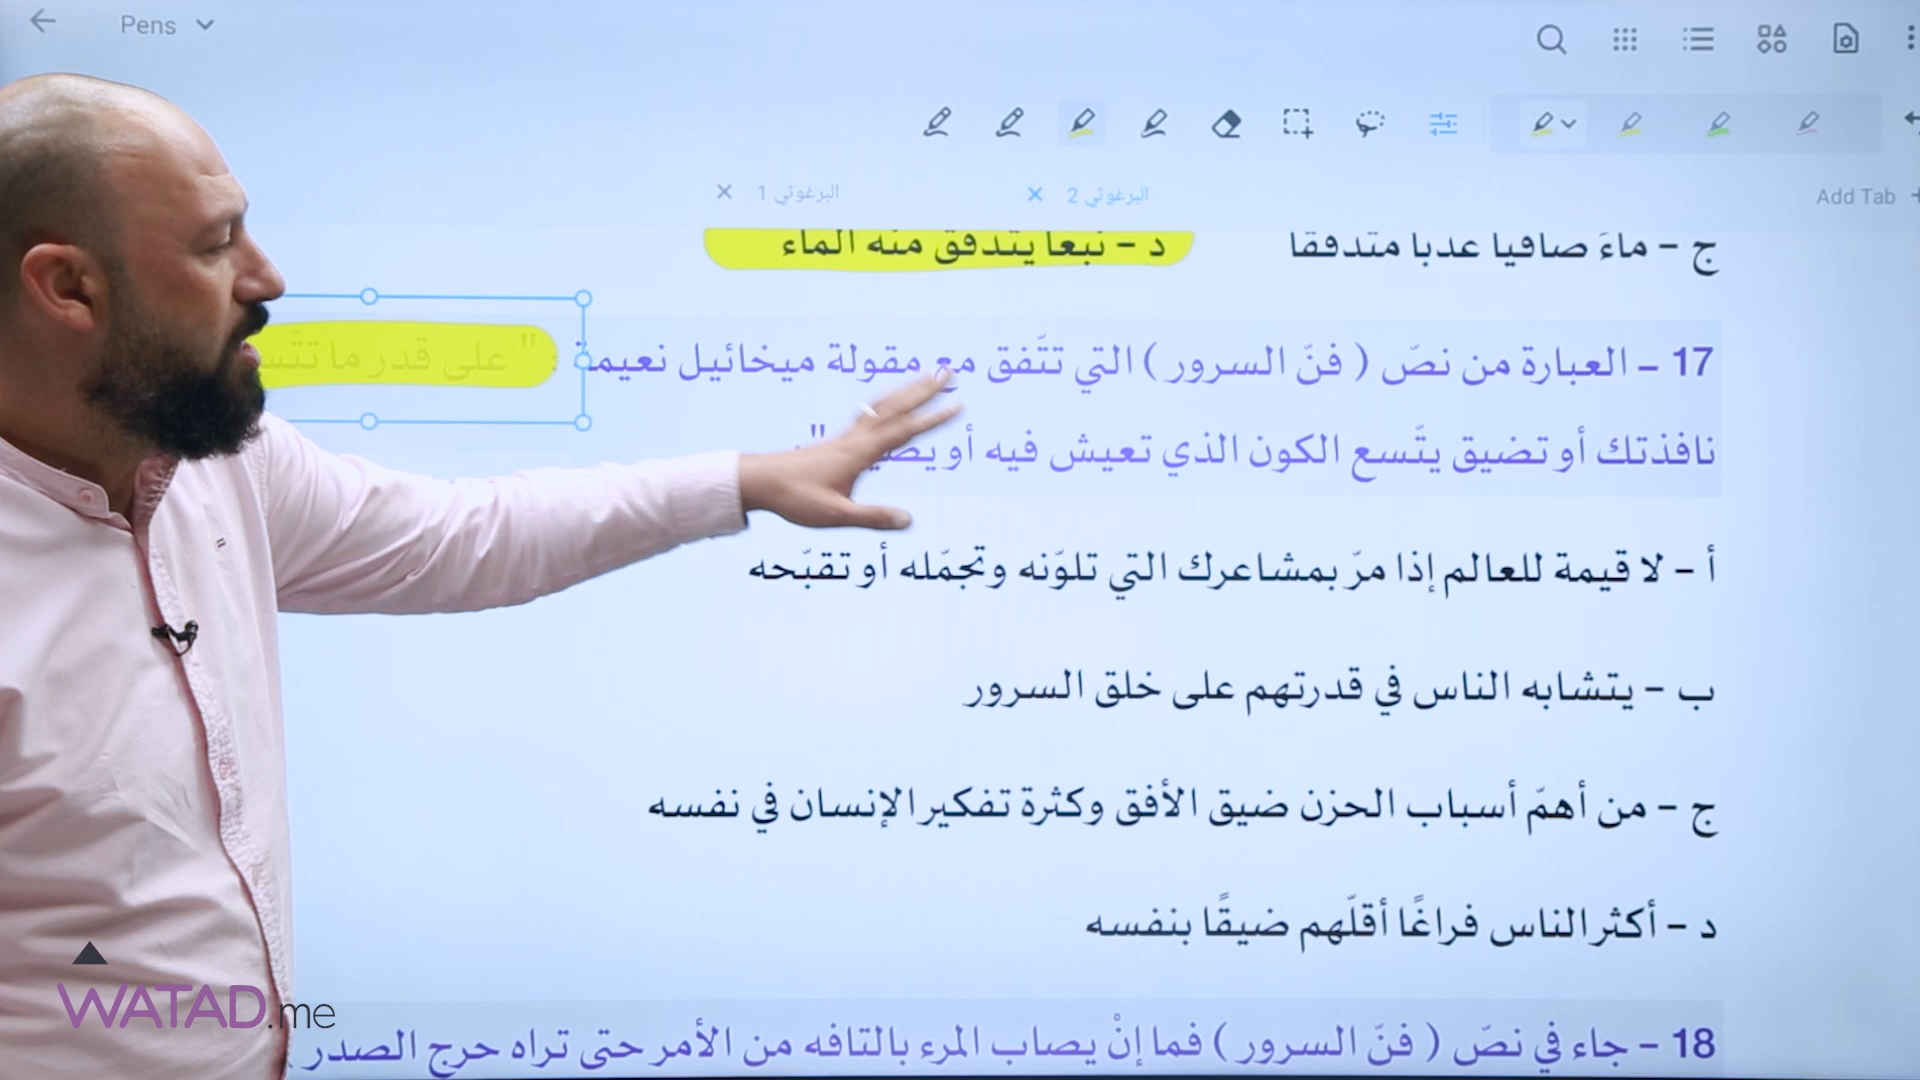 Pens
البرغوثي 1
البرغوثي 2
Add Tab
ج – ماءَ صافيا عذبا متدفقا
د – نبعا يتدفق منه الماء
17 – العبارة من نصّ ( فنّ السرور ) التي تتّفق مع مقولة ميخائيل نعيمة : " على قدر ما تتّس
نافذتك أو تضيق يتّسع الكون الذي تعيش فيه أو
أ – لا قيمة للعالم إذا مرّ بمشاعرك التي تلوّنه وتجمّله أو تقبّحه
ب – يتشابه الناس في قدرتهم على خلق السرور
ج – من أهمّ أسباب الحزن ضيق الأفق وكثرة تفكير الإنسان في نفسه
د – أكثر الناس فراغًا أقلّهم ضيقًا بنفسه
18 – جاء في نصّ ( فنّ السرور ) فما إنْ يصاب المرء بالتافه من الأمر حتى تراه حرج الصدر
WATAD.me